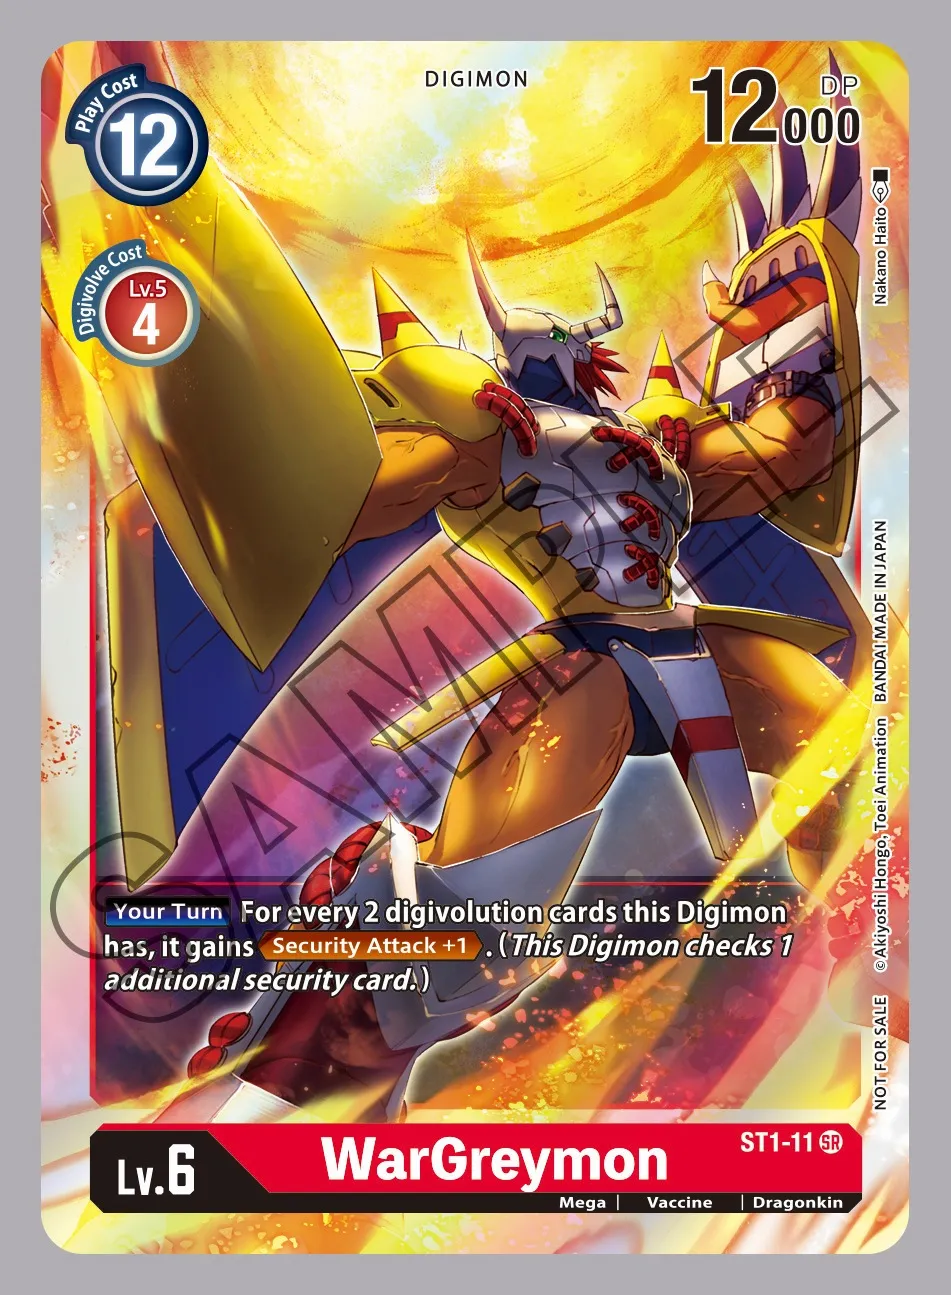 DIGIMON
Play Cost
12
12000
DP
Digivolve Cost
Lv.5
4
Nakano Haito
BANDAI MADE IN JAPAN
©Akiyoshi Hongo, Toei Animation
NOT FOR SALE
SAMPLE
Your Turn For every 2 digivolution cards this Digimon
has, it gains Security Attack +1 . (This Digimon checks 1
additional security card.)
Lv.6
WarGreymon
ST1-11 SR
Mega | Vaccine | Dragonkin